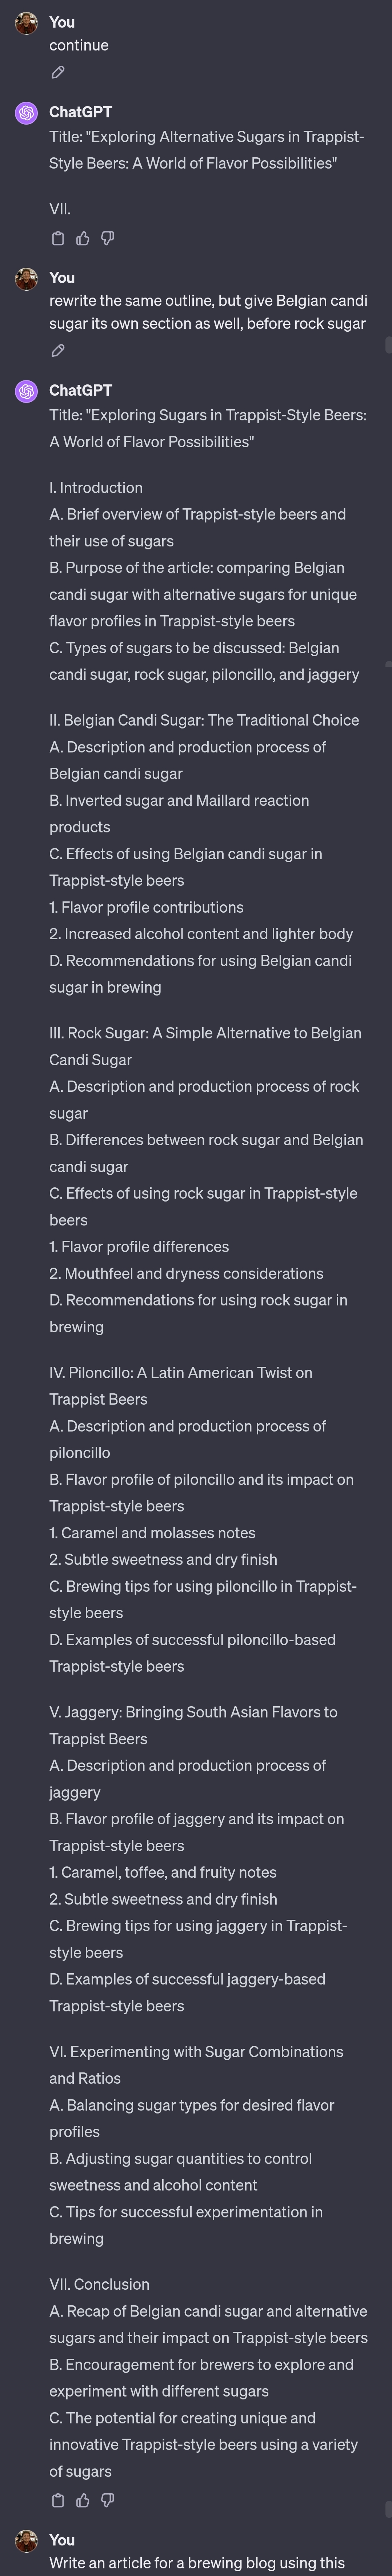 You
continue
ChatGPT
Title: "Exploring Alternative Sugars in Trappist-
Style Beers: A World of Flavor Possibilities"
VII.
You
rewrite the same outline, but give Belgian candi
sugar its own section as well, before rock sugar
ChatGPT
Title: "Exploring Sugars in Trappist-Style Beers:
A World of Flavor Possibilities"
I. Introduction
A. Brief overview of Trappist-style beers and
their use of sugars
B. Purpose of the article: comparing Belgian
candi sugar with alternative sugars for unique
flavor profiles in Trappist-style beers
C. Types of sugars to be discussed: Belgian
candi sugar, rock sugar, piloncillo, and jaggery
II. Belgian Candi Sugar: The Traditional Choice
A. Description and production process of
Belgian candi sugar
B. Inverted sugar and Maillard reaction
products
C. Effects of using Belgian candi sugar in
Trappist-style beers
1. Flavor profile contributions
2. Increased alcohol content and lighter body
D. Recommendations for using Belgian candi
sugar in brewing
III. Rock Sugar: A Simple Alternative to Belgian
Candi Sugar
A. Description and production process of rock
sugar
B. Differences between rock sugar and Belgian
candi sugar
C. Effects of using rock sugar in Trappist-style
beers
1. Flavor profile differences
2. Mouthfeel and dryness considerations
D. Recommendations for using rock sugar in
brewing
IV. Piloncillo: A Latin American Twist on
Trappist Beers
A. Description and production process of
piloncillo
B. Flavor profile of piloncillo and its impact on
Trappist-style beers
1. Caramel and molasses notes
2. Subtle sweetness and dry finish
C. Brewing tips for using piloncillo in Trappist-
style beers
D. Examples of successful piloncillo-based
Trappist-style beers
V. Jaggery: Bringing South Asian Flavors to
Trappist Beers
A. Description and production process of
jaggery
B. Flavor profile of jaggery and its impact on
Trappist-style beers
1. Caramel, toffee, and fruity notes
2. Subtle sweetness and dry finish
C. Brewing tips for using jaggery in Trappist-
style beers
D. Examples of successful jaggery-based
Trappist-style beers
VI. Experimenting with Sugar Combinations
and Ratios
A. Balancing sugar types for desired flavor
profiles
B. Adjusting sugar quantities to control
sweetness and alcohol content
C. Tips for successful experimentation in
brewing
VII. Conclusion
A. Recap of Belgian candi sugar and alternative
sugars and their impact on Trappist-style beers
B. Encouragement for brewers to explore and
experiment with different sugars
C. The potential for creating unique and
innovative Trappist-style beers using a variety
of sugars
You
Write an article for a brewing blog using this